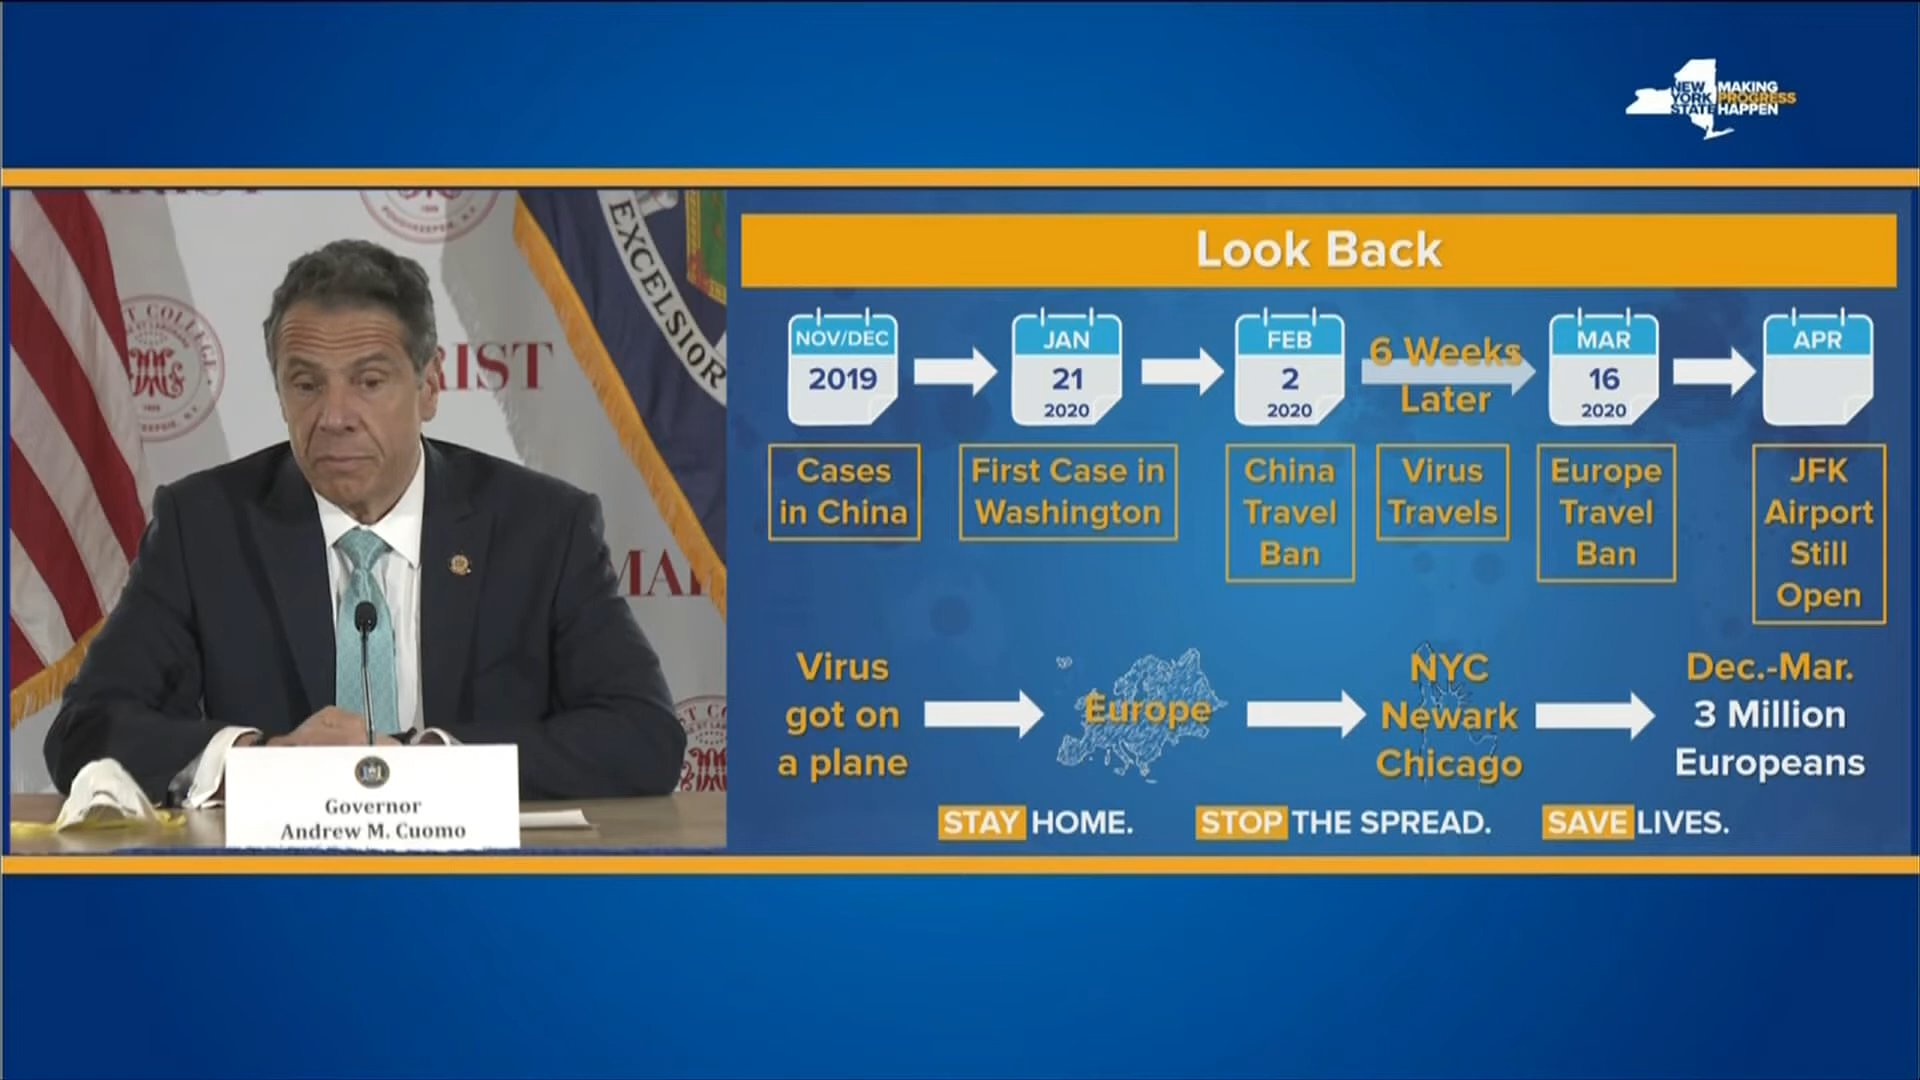 NEW
YORK
STATE
MAKING
PROGRESS
HAPPEN
EXCELSIOR
Governor
Andrew M. Cuomo
Look Back
NOV/DEC
2019
JAN
21
2020
FEB
2
2020
6 Weeks
Later
MAR
16
2020
APR
Cases
in China
First Case in
Washington
China
Travel
Ban
Virus
Travels
Europe
Travel
Ban
JFK
Airport
Still
Open
Virus
got on
a plane
Europe
NYC
Newark
Chicago
Dec.-Mar.
3 Million
Europeans
STAY HOME.
STOP THE SPREAD.
SAVE LIVES.